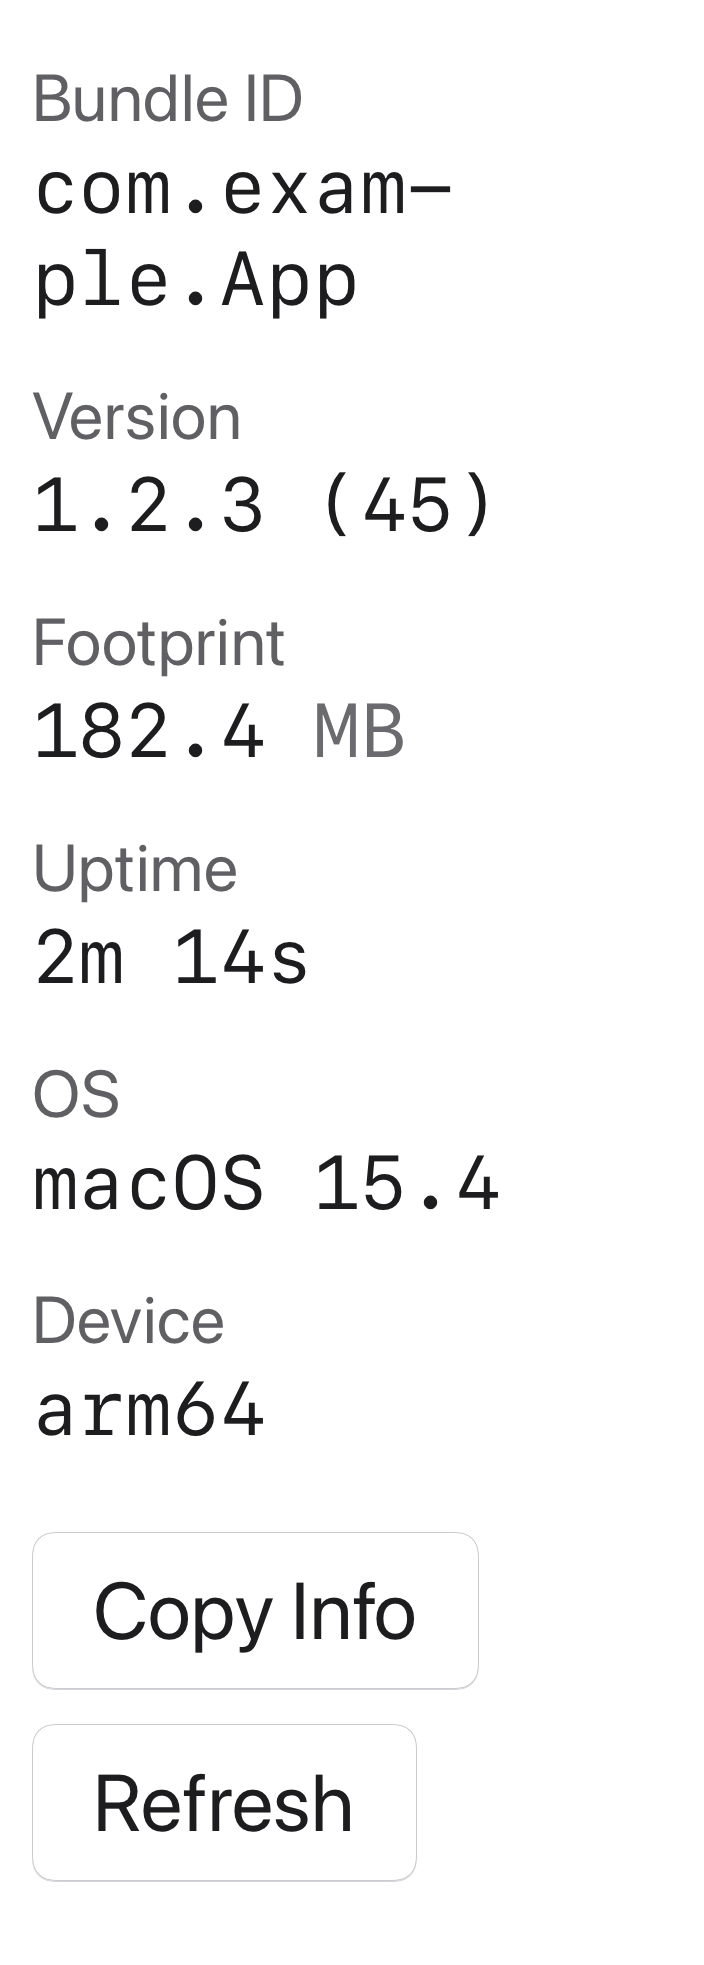 Bundle ID
com.exam-
ple.App
Version
1.2.3 (45)
Footprint
182.4 MB
Uptime
2m 14s
OS
macOS 15.4
Device
arm64
Copy Info
Refresh